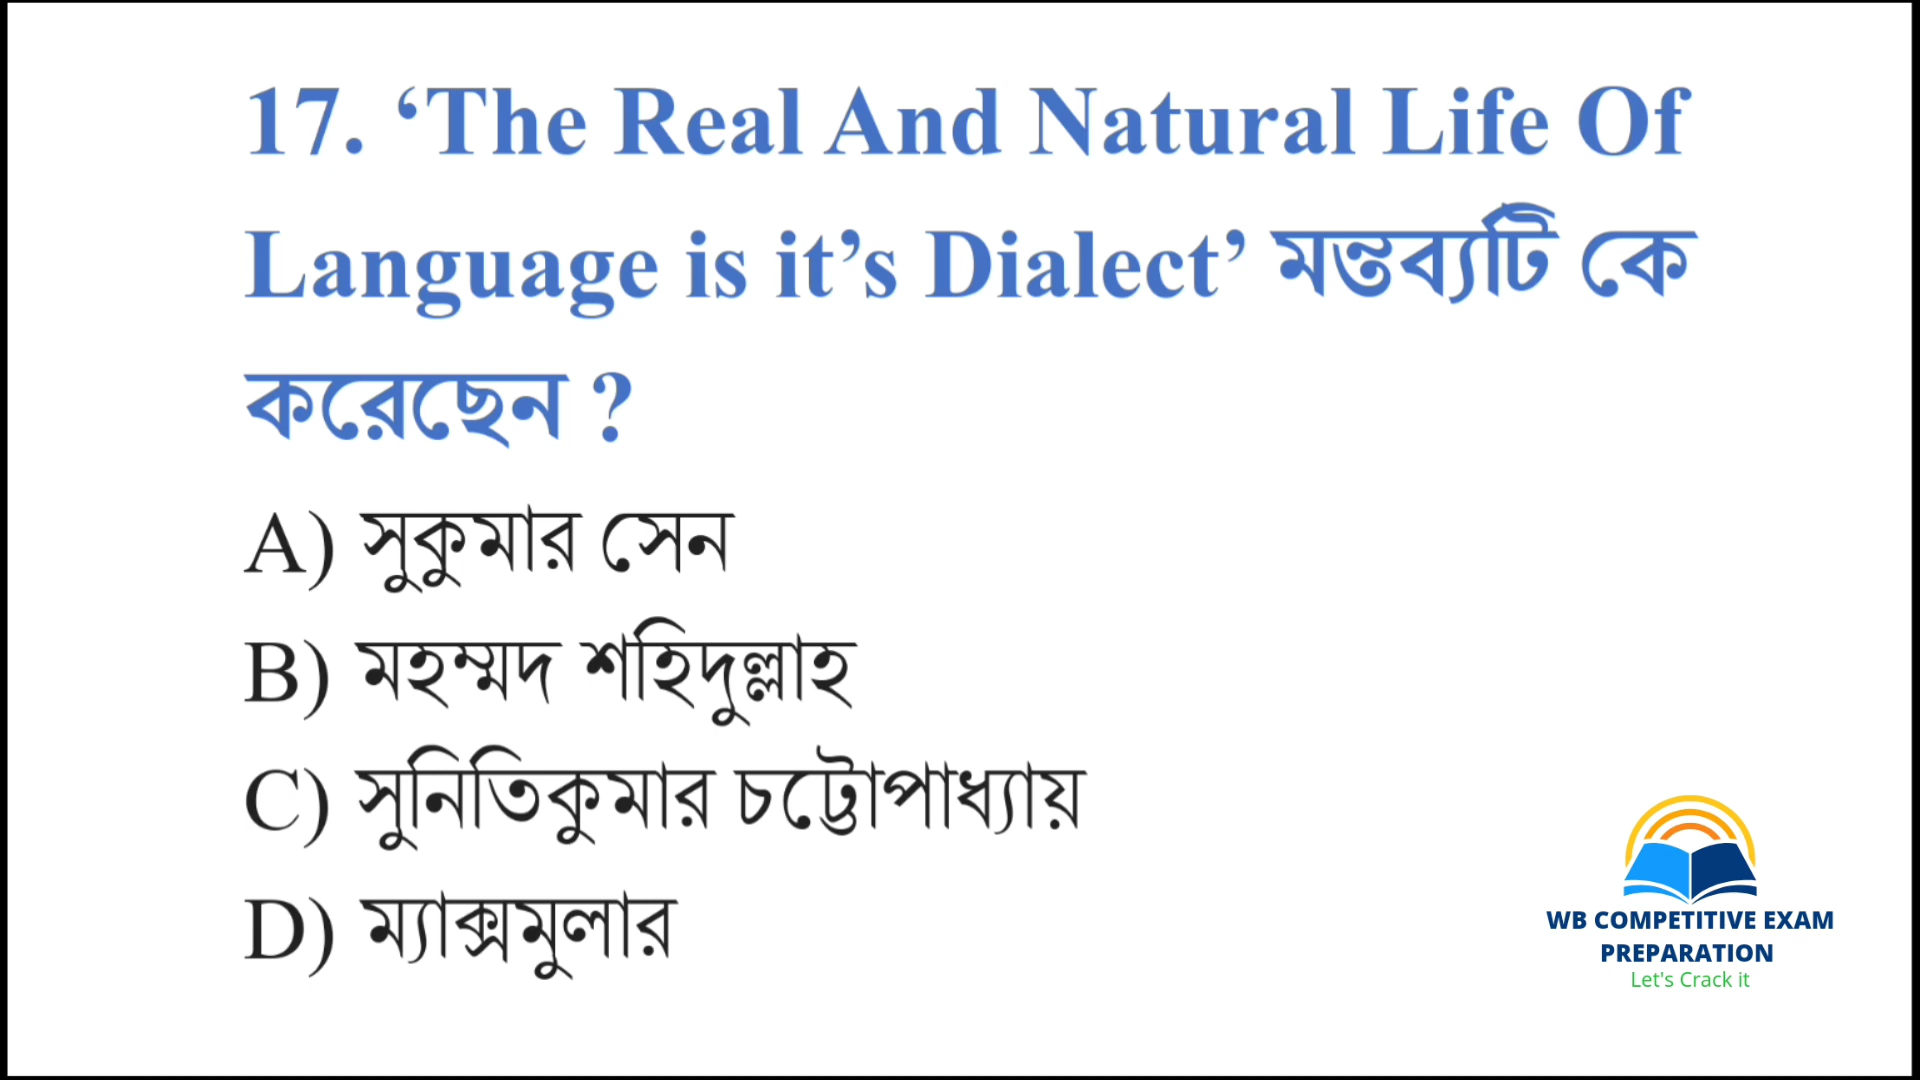 17. ‘The Real And Natural Life Of
Language is it’s Dialect’ মন্তব্যটি কে
করেছেন ?
A) সুকুমার সেন
B) মহম্মদ শহিদুল্লাহ
C) সুনিতিকুমার চট্টোপাধ্যায়
D) ম্যাক্সমুলার
WB COMPETITIVE EXAM
PREPARATION
Let's Crack it